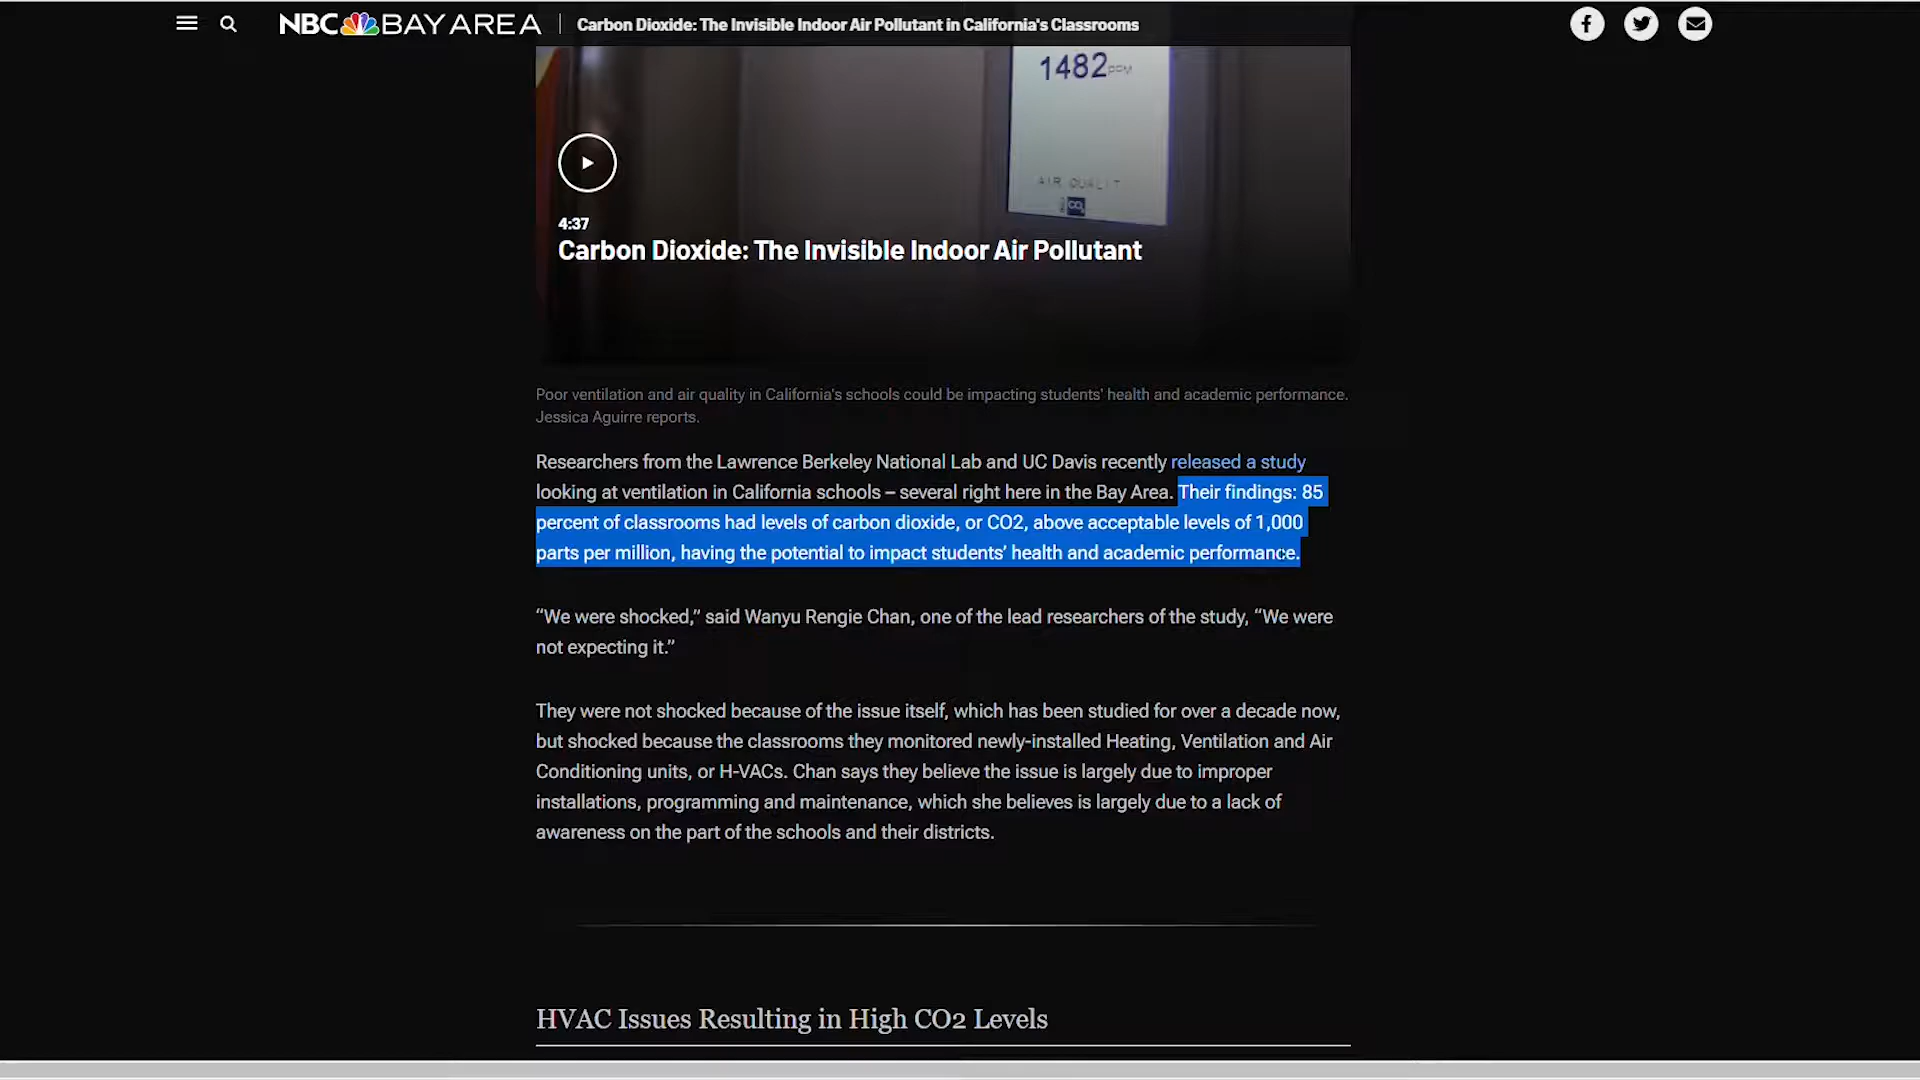 NBC BAY AREA
Carbon Dioxide: The Invisible Indoor Air Pollutant in California's Classrooms
1482 PPM
AIR QUALIT
CO2
4:37
Carbon Dioxide: The Invisible Indoor Air Pollutant
Poor ventilation and air quality in California's schools could be impacting students' health and academic performance.
Jessica Aguirre reports.
Researchers from the Lawrence Berkeley National Lab and UC Davis recently released a study
looking at ventilation in California schools – several right here in the Bay Area. Their findings: 85
percent of classrooms had levels of carbon dioxide, or CO2, above acceptable levels of 1,000
parts per million, having the potential to impact students’ health and academic performance.
“We were shocked,” said Wanyu Rengie Chan, one of the lead researchers of the study, “We were
not expecting it.”
They were not shocked because of the issue itself, which has been studied for over a decade now,
but shocked because the classrooms they monitored newly-installed Heating, Ventilation and Air
Conditioning units, or H-VACs. Chan says they believe the issue is largely due to improper
installations, programming and maintenance, which she believes is largely due to a lack of
awareness on the part of the schools and their districts.
HVAC Issues Resulting in High CO2 Levels